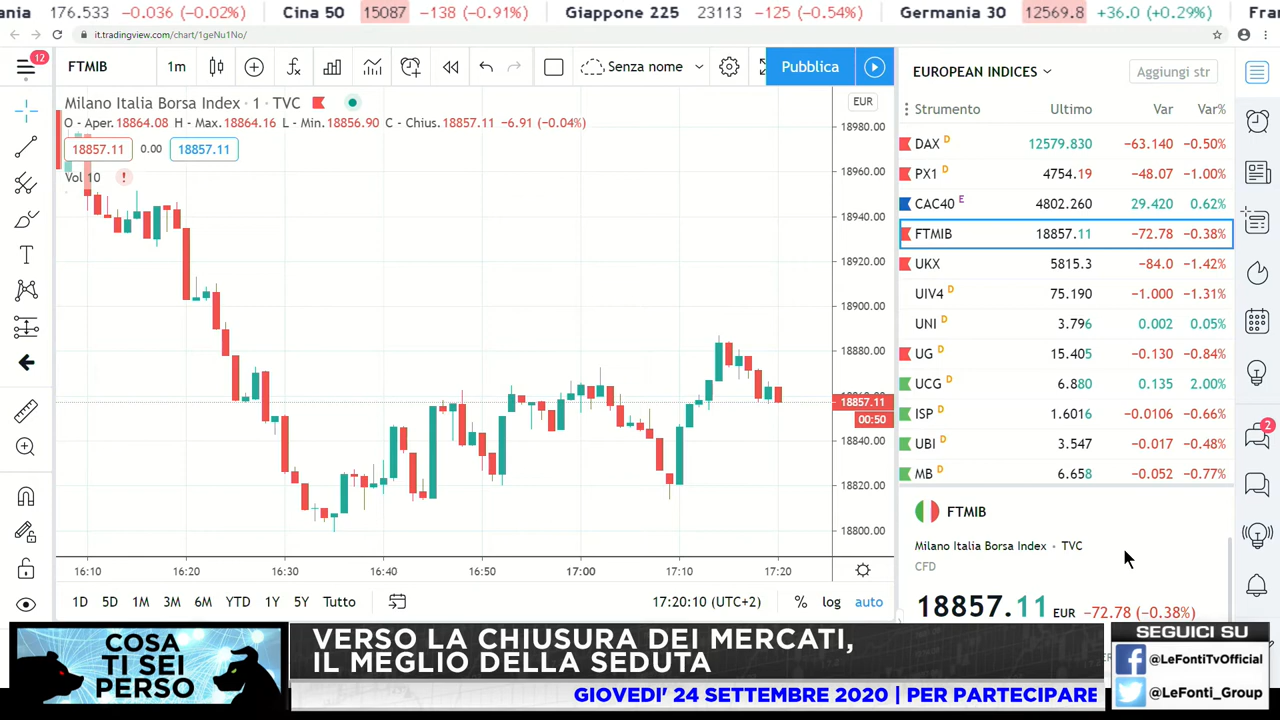 ania 176.533 -0.036 (-0.02%) Cina 50 15087 -138 (-0.91%) Giappone 225 23113 -125 (-0.54%) Germania 30 12569.8 +36.0 (+0.29%) Fran
it.tradingview.com/chart/1geNu1No/
12
FTMIB 1m Senza nome Pubblica
EUROPEAN INDICES Aggiungi str
Milano Italia Borsa Index · 1 · TVC EUR
O - Aper. 18864.08 H - Max. 18864.16 L - Min. 18856.90 C - Chius. 18857.11 -6.91 (-0.04%)
18857.11 0.00 18857.11
Vol 10 !
18980.00
18960.00
18940.00
18920.00
18900.00
18880.00
18857.11
00:50
18840.00
18820.00
18800.00
16:10 16:20 16:30 16:40 16:50 17:00 17:10 17:20
1D 5D 1M 3M 6M YTD 1Y 5Y Tutto 17:20:10 (UTC+2) % log auto
Strumento Ultimo Var Var%
DAX D 12579.830 −63.140 −0.50%
PX1 D 4754.19 −48.07 −1.00%
CAC40 E 4802.260 29.420 0.62%
FTMIB 18857.11 −72.78 −0.38%
UKX 5815.3 −84.0 −1.42%
UIV4 D 75.190 −1.000 −1.31%
UNI D 3.796 0.002 0.05%
UG D 15.405 −0.130 −0.84%
UCG D 6.880 0.135 2.00%
ISP D 1.6016 −0.0106 −0.66%
UBI D 3.547 −0.017 −0.48%
MB D 6.658 −0.052 −0.77%
2
FTMIB
Milano Italia Borsa Index · TVC
CFD
18857.11 EUR −72.78 (−0.38%)
COSA
TI SEI
PERSO
VERSO LA CHIUSURA DEI MERCATI,
IL MEGLIO DELLA SEDUTA
GIOVEDI' 24 SETTEMBRE 2020 | PER PARTECIPARE
SEGUICI SU
@LeFontiTvOfficial
@LeFonti_Group